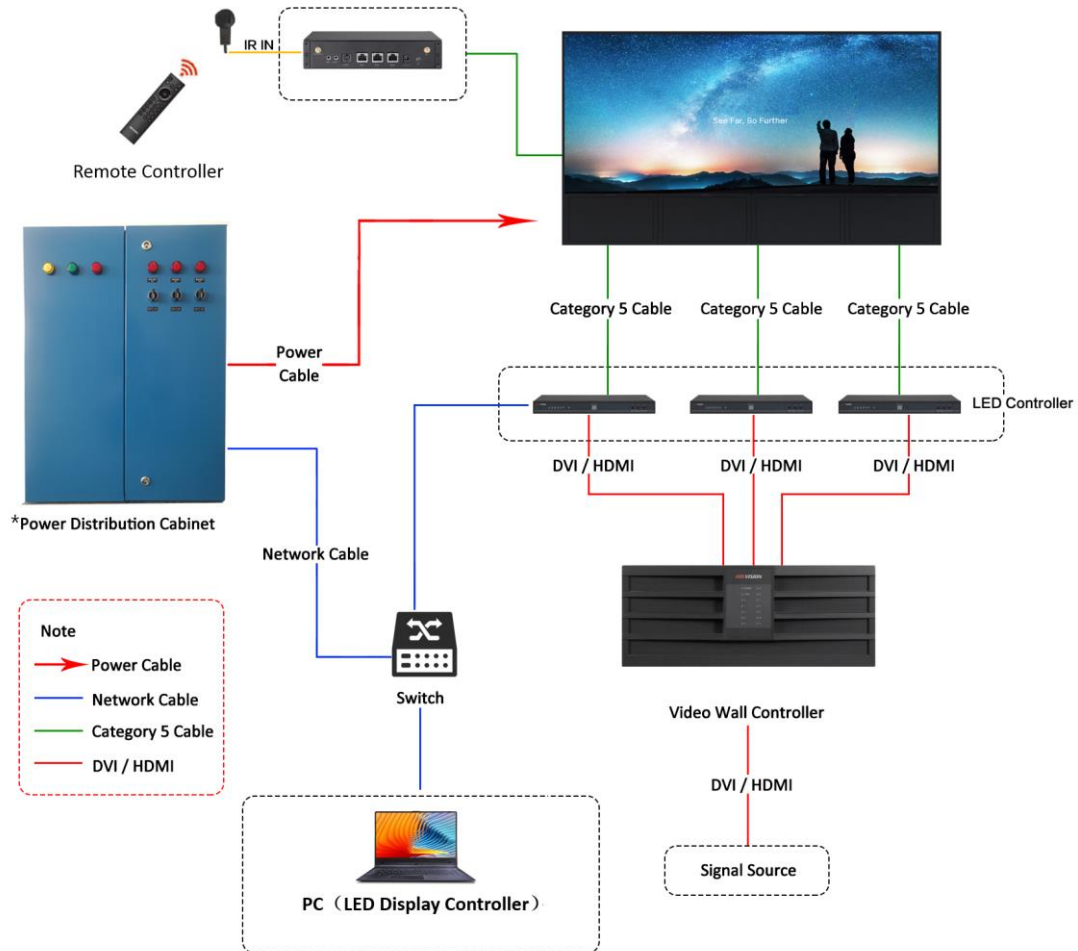 IR IN
See Far, Go Further
Remote Controller
Category 5 Cable
Category 5 Cable
Category 5 Cable
Power
Cable
LED Controller
DVI / HDMI
DVI / HDMI
DVI / HDMI
*Power Distribution Cabinet
Network Cable
HIKVISION
Note
Power Cable
Network Cable
Category 5 Cable
DVI / HDMI
Switch
Video Wall Controller
DVI / HDMI
Signal Source
PC（LED Display Controller）